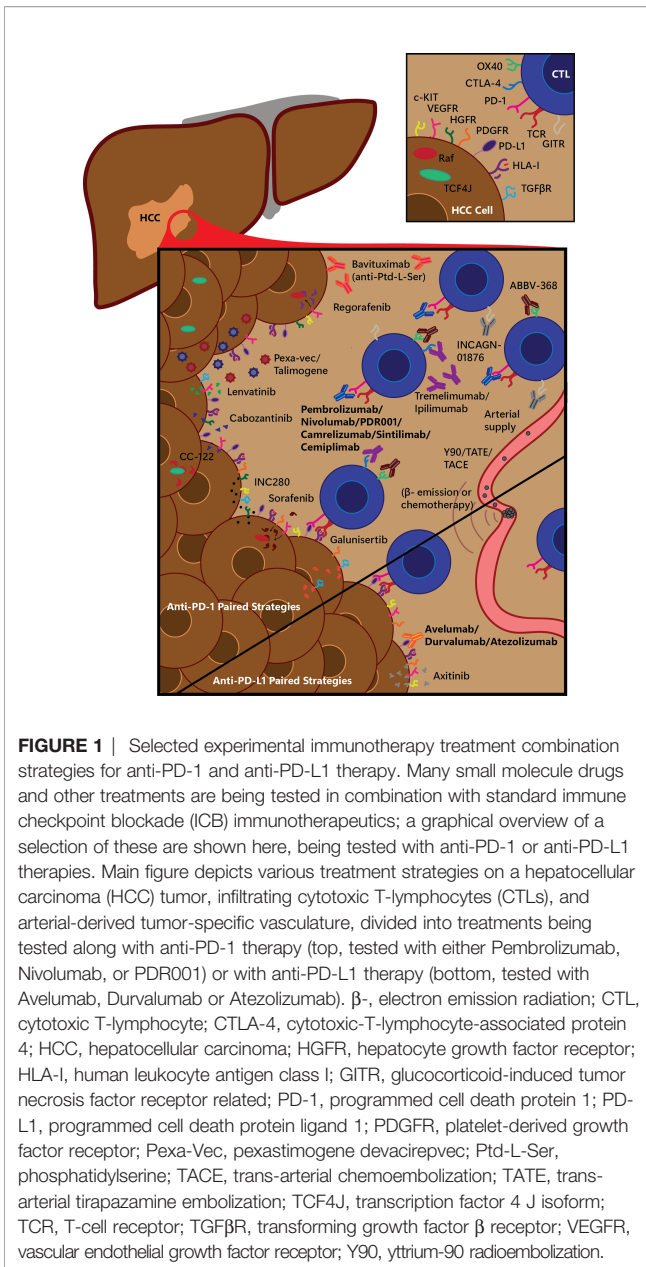 OX40
CTL
CTLA-4
c-KIT
VEGFR
PD-1
HGFR
PDGFR
TCR
PD-L1
GITR
Raf
HLA-I
TCF4J
TGFβR
HCC Cell
HCC
Bavituximab
(anti-Ptd-L-Ser)
ABBV-368
Regorafenib
INCAGN-
01876
Pexa-vec/
Talimogene
Lenvatinib
Tremelimumab/
Ipilimumab
Cabozantinib
Pembrolizumab/
Nivolumab/PDR001/
Camrelizumab/Sintilimab/
Cemiplimab
Arterial
supply
CC-122
Y90/TATE/
TACE
INC280
Sorafenib
(β- emission or
chemotherapy)
Galunisertib
Anti-PD-1 Paired Strategies
Avelumab/
Durvalumab/Atezolizumab
Axitinib
Anti-PD-L1 Paired Strategies
FIGURE 1 | Selected experimental immunotherapy treatment combination
strategies for anti-PD-1 and anti-PD-L1 therapy. Many small molecule drugs
and other treatments are being tested in combination with standard immune
checkpoint blockade (ICB) immunotherapeutics; a graphical overview of a
selection of these are shown here, being tested with anti-PD-1 or anti-PD-L1
therapies. Main figure depicts various treatment strategies on a hepatocellular
carcinoma (HCC) tumor, infiltrating cytotoxic T-lymphocytes (CTLs), and
arterial-derived tumor-specific vasculature, divided into treatments being
tested along with anti-PD-1 therapy (top, tested with either Pembrolizumab,
Nivolumab, or PDR001) or with anti-PD-L1 therapy (bottom, tested with
Avelumab, Durvalumab or Atezolizumab). β-, electron emission radiation; CTL,
cytotoxic T-lymphocyte; CTLA-4, cytotoxic-T-lymphocyte-associated protein
4; HCC, hepatocellular carcinoma; HGFR, hepatocyte growth factor receptor;
HLA-I, human leukocyte antigen class I; GITR, glucocorticoid-induced tumor
necrosis factor receptor related; PD-1, programmed cell death protein 1; PD-
L1, programmed cell death protein ligand 1; PDGFR, platelet-derived growth
factor receptor; Pexa-Vec, pexastimogene devacirepvec; Ptd-L-Ser,
phosphatidylserine; TACE, trans-arterial chemoembolization; TATE, trans-
arterial tirapazamine embolization; TCF4J, transcription factor 4 J isoform;
TCR, T-cell receptor; TGFβR, transforming growth factor β receptor; VEGFR,
vascular endothelial growth factor receptor; Y90, yttrium-90 radioembolization.